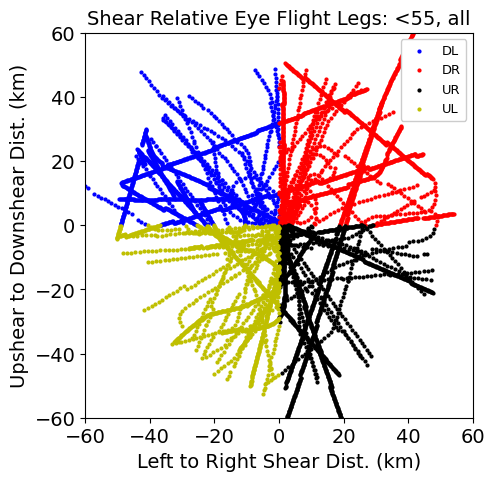 Shear Relative Eye Flight Legs: <55, all
DL
DR
UR
UL
Upshear to Downshear Dist. (km)
60
40
20
0
−20
−40
−60
−60 −40 −20 0 20 40 60
Left to Right Shear Dist. (km)